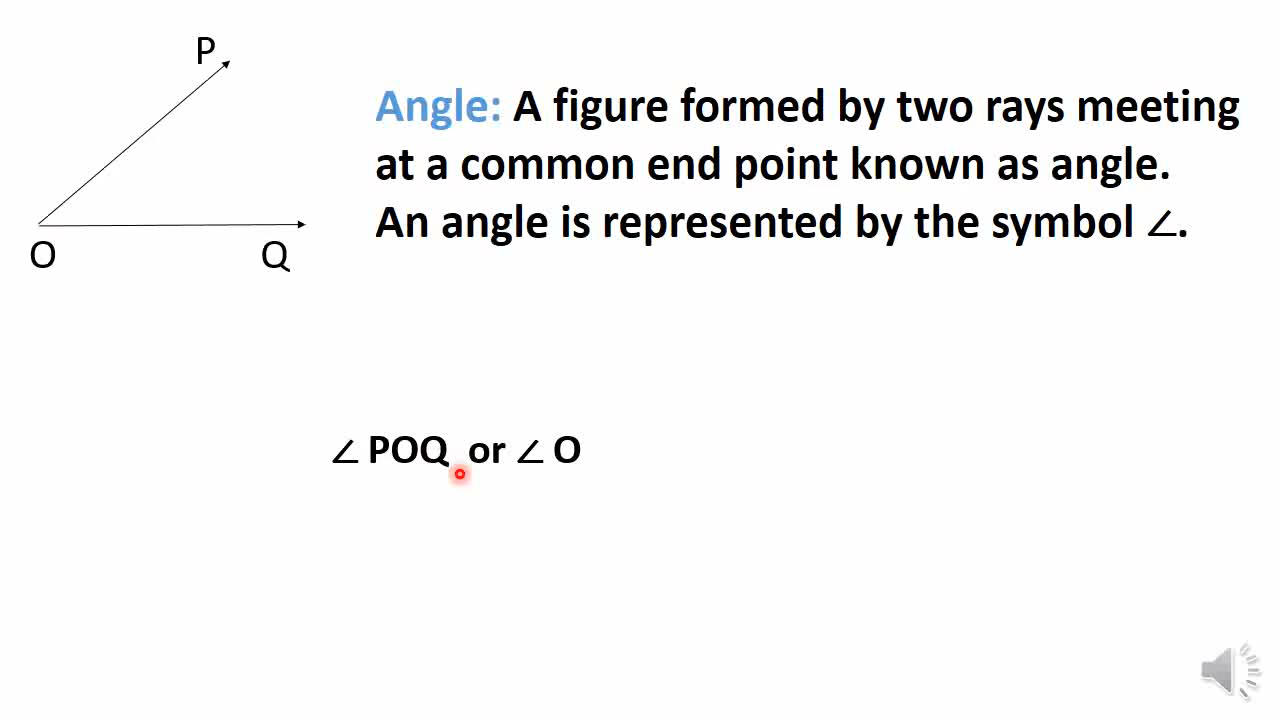 P
Angle: A figure formed by two rays meeting
at a common end point known as angle.
An angle is represented by the symbol ∠.
O Q
∠ POQ or ∠ O